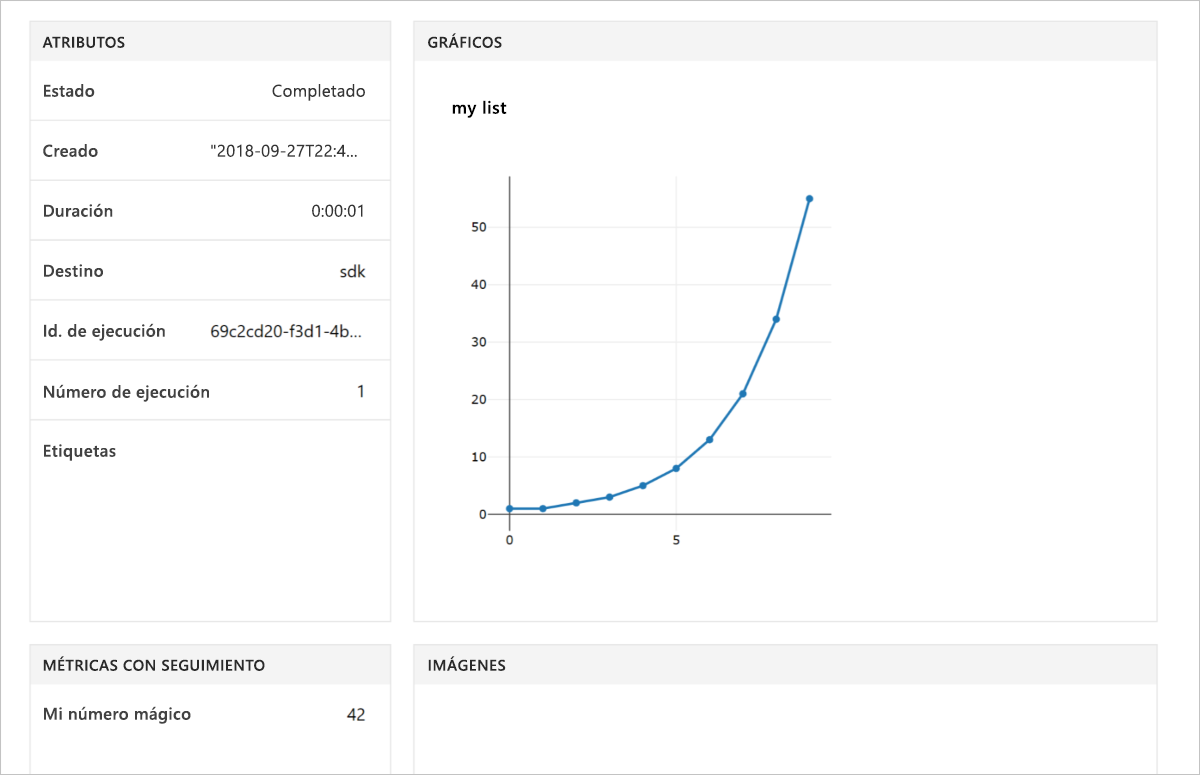 ATRIBUTOS
Estado Completado
Creado "2018-09-27T22:4...
Duración 0:00:01
Destino sdk
Id. de ejecución 69c2cd20-f3d1-4b...
Número de ejecución 1
Etiquetas
GRÁFICOS
my list
50
40
30
20
10
0
0 5
MÉTRICAS CON SEGUIMIENTO
Mi número mágico 42
IMÁGENES